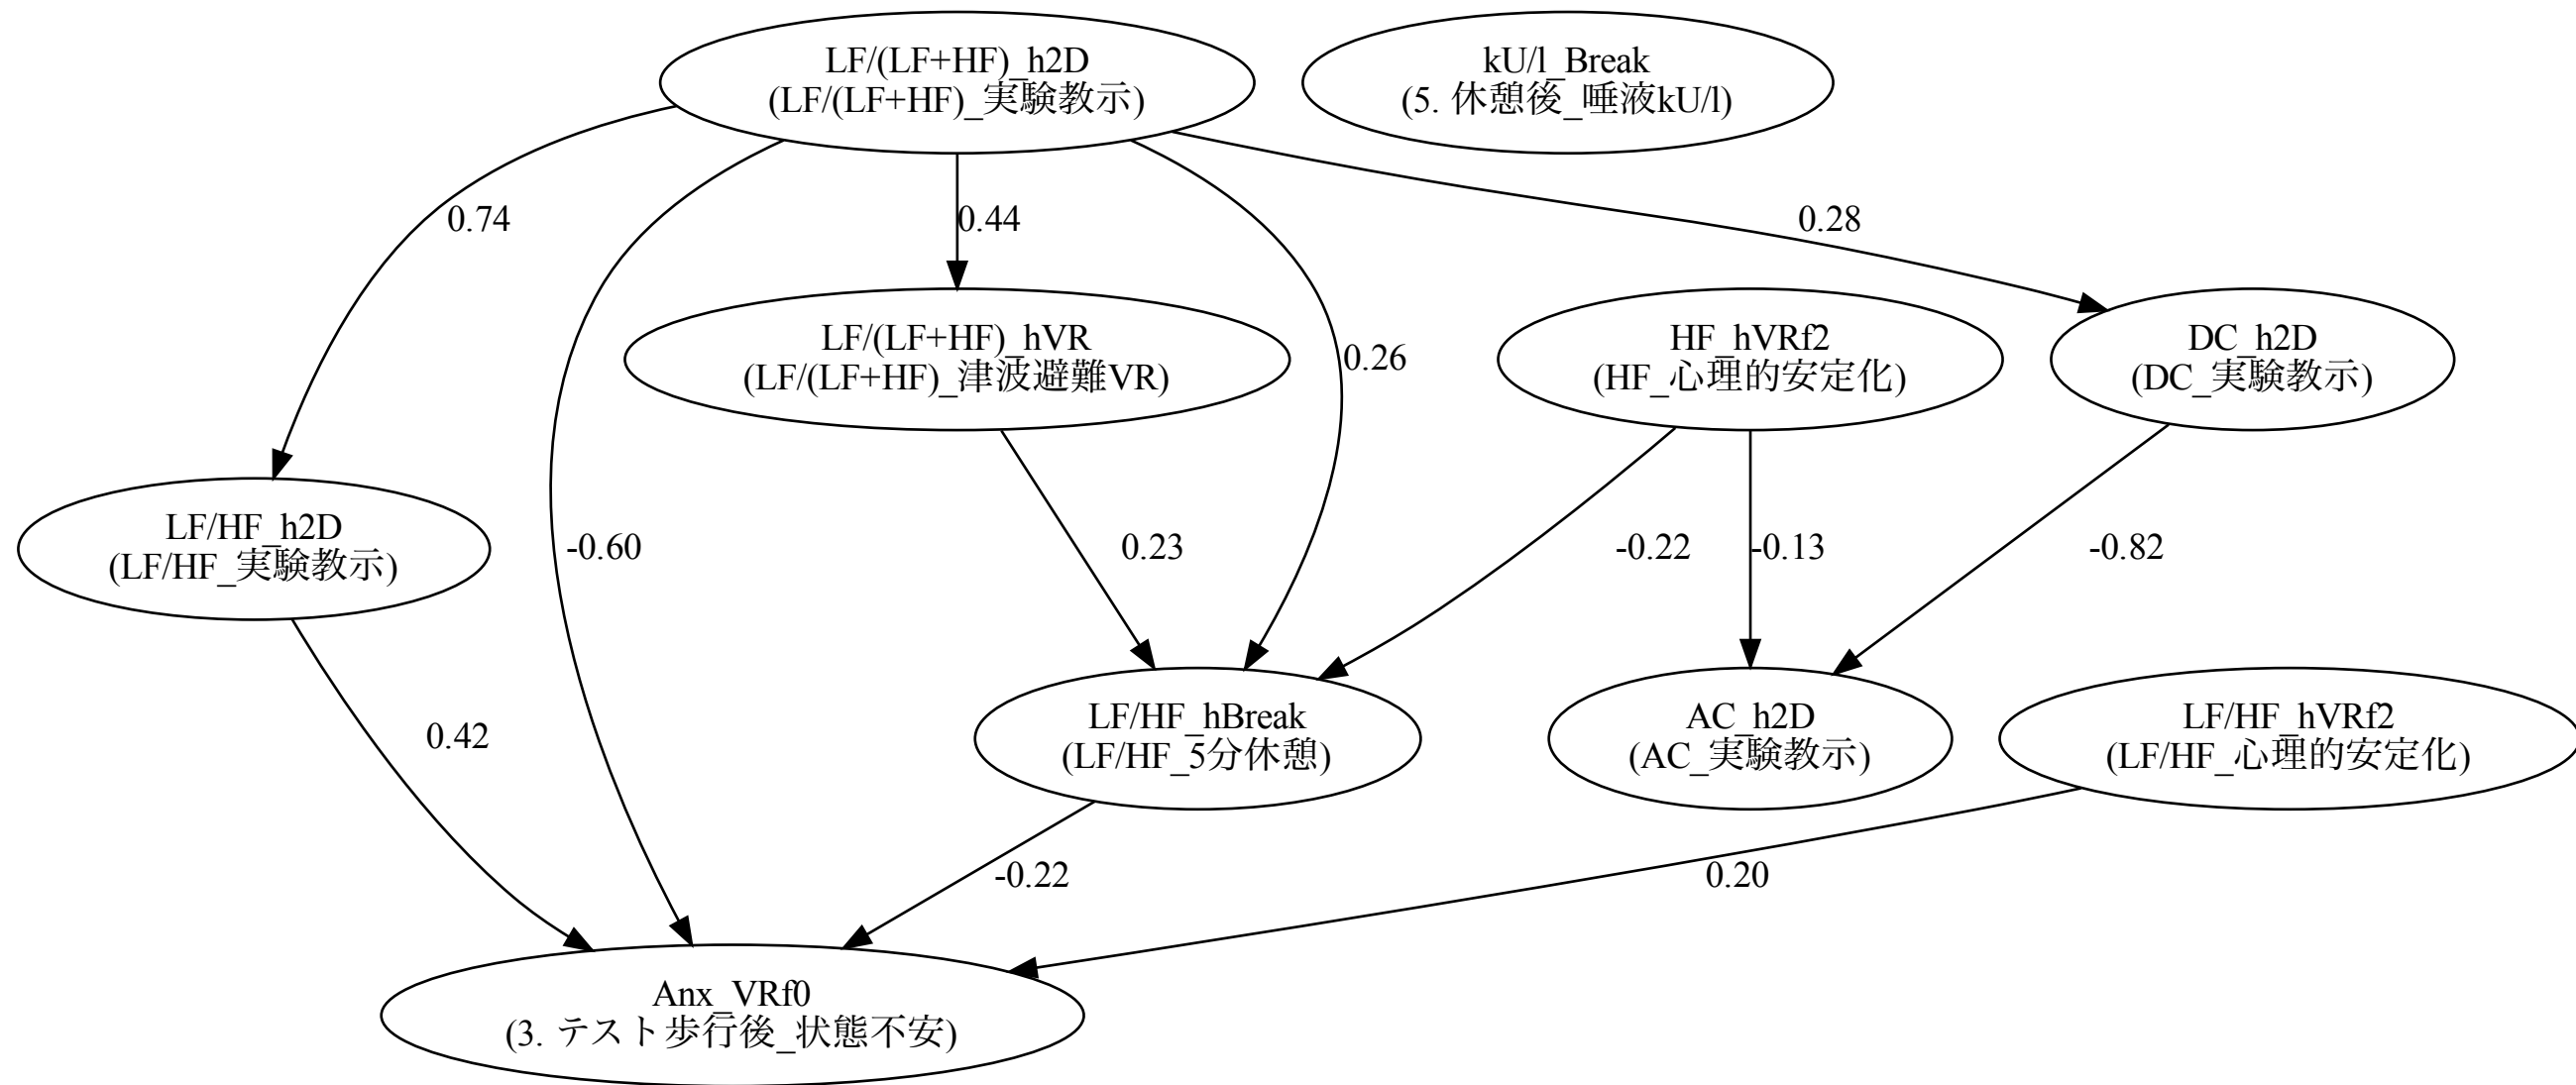 LF/(LF+HF)_h2D
(LF/(LF+HF)_実験教示)
kU/l_Break
(5. 休憩後_唾液kU/l)
0.74
0.44
0.28
LF/(LF+HF)_hVR
(LF/(LF+HF)_津波避難VR)
0.26
HF_hVRf2
(HF_心理的安定化)
DC_h2D
(DC_実験教示)
LF/HF_h2D
(LF/HF_実験教示)
-0.60
0.23
-0.22
-0.13
-0.82
0.42
LF/HF_hBreak
(LF/HF_5分休憩)
AC_h2D
(AC_実験教示)
LF/HF_hVRf2
(LF/HF_心理的安定化)
-0.22
0.20
Anx_VRf0
(3. テスト歩行後_状態不安)